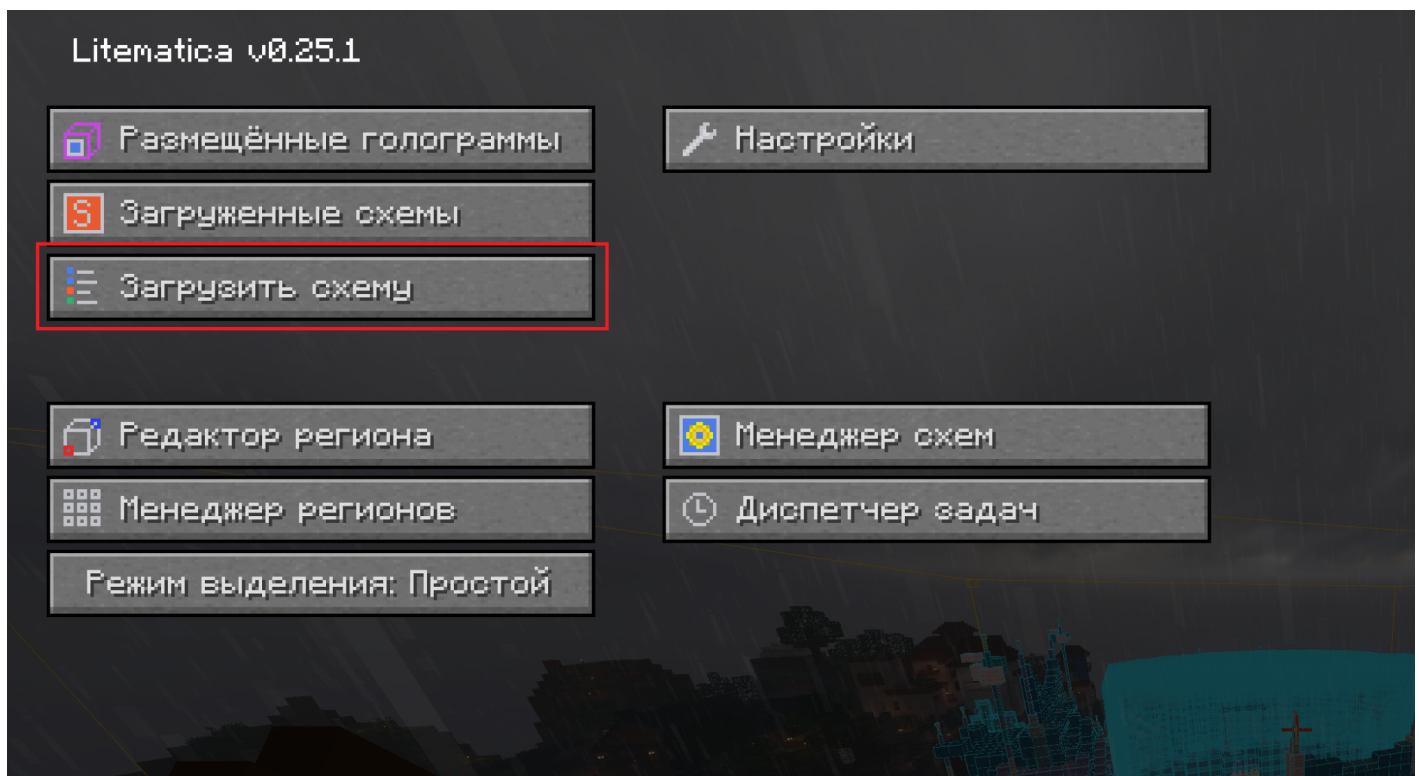 Litematica v0.25.1
Размещённые голограммы
Настройки
S Загруженные схемы
Загрузить схему
Редактор региона
Менеджер схем
Менеджер регионов
Диспетчер задач
Режим выделения: Простой